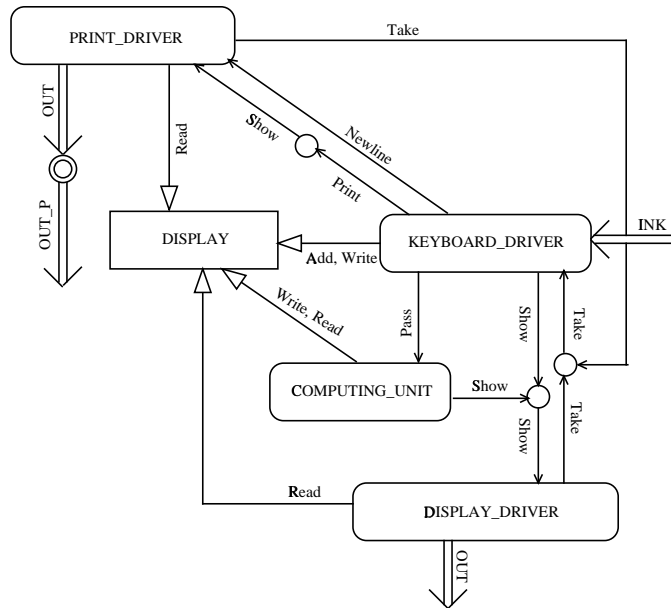 Take
PRINT_DRIVER
OUT
Read
Show
Newline
Print
OUT_P
DISPLAY
Add, Write
KEYBOARD_DRIVER
INK
Write, Read
Pass
Show
Take
COMPUTING_UNIT
Show
Show
Take
Read
DISPLAY_DRIVER
OUT